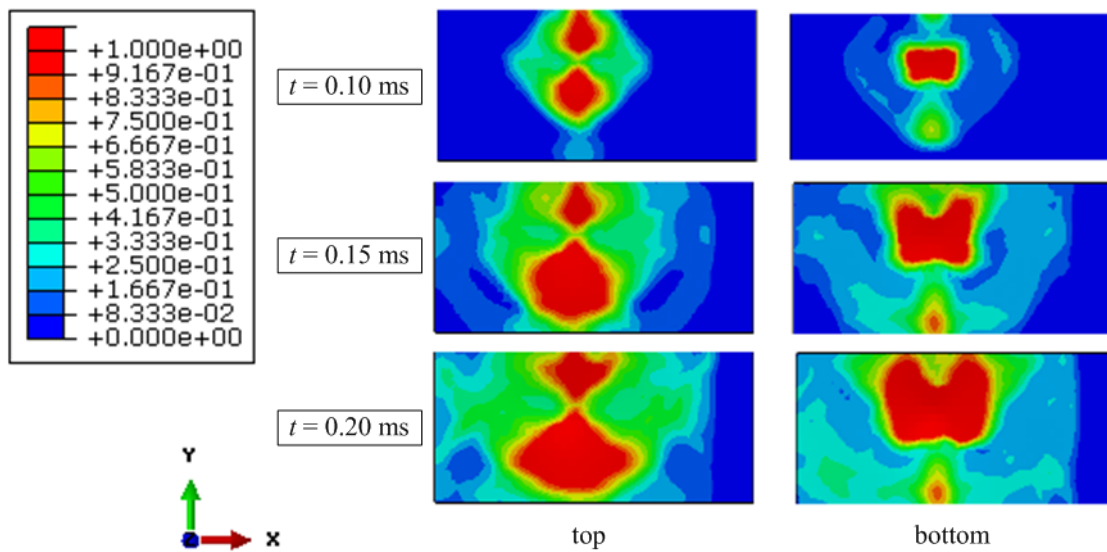 +1.000e+00
+9.167e-01
+8.333e-01
+7.500e-01
+6.667e-01
+5.833e-01
+5.000e-01
+4.167e-01
+3.333e-01
+2.500e-01
+1.667e-01
+8.333e-02
+0.000e+00
t = 0.10 ms
t = 0.15 ms
t = 0.20 ms
Y
X
top
bottom